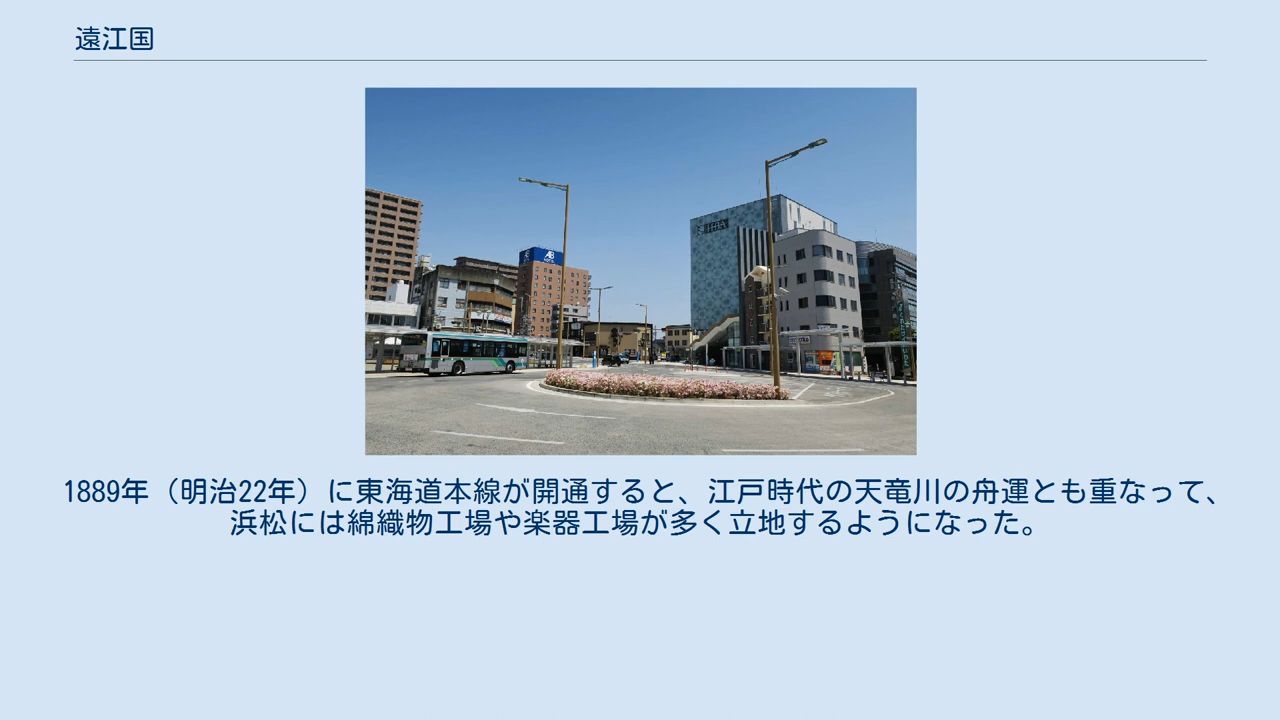 遠江国
AB
1889年（明治22年）に東海道本線が開通すると、江戸時代の天竜川の舟運とも重なって、
浜松には綿織物工場や楽器工場が多く立地するようになった。